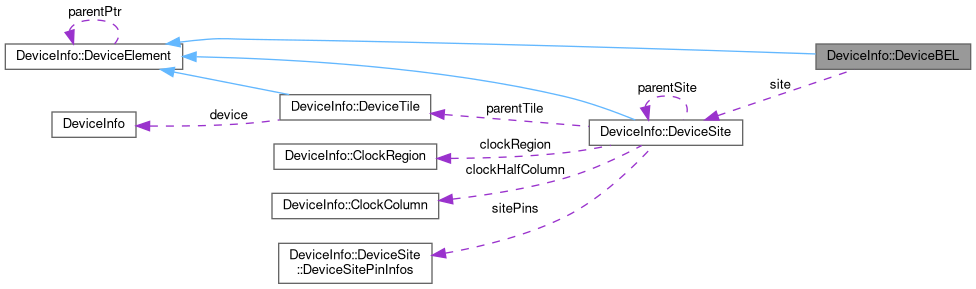 parentPtr
DeviceInfo::DeviceElement
DeviceInfo::DeviceBEL
site
parentSite
DeviceInfo::DeviceTile
parentTile
device
DeviceInfo
DeviceInfo::DeviceSite
clockRegion
DeviceInfo::ClockRegion
clockHalfColumn
DeviceInfo::ClockColumn
sitePins
DeviceInfo::DeviceSite
::DeviceSitePinInfos